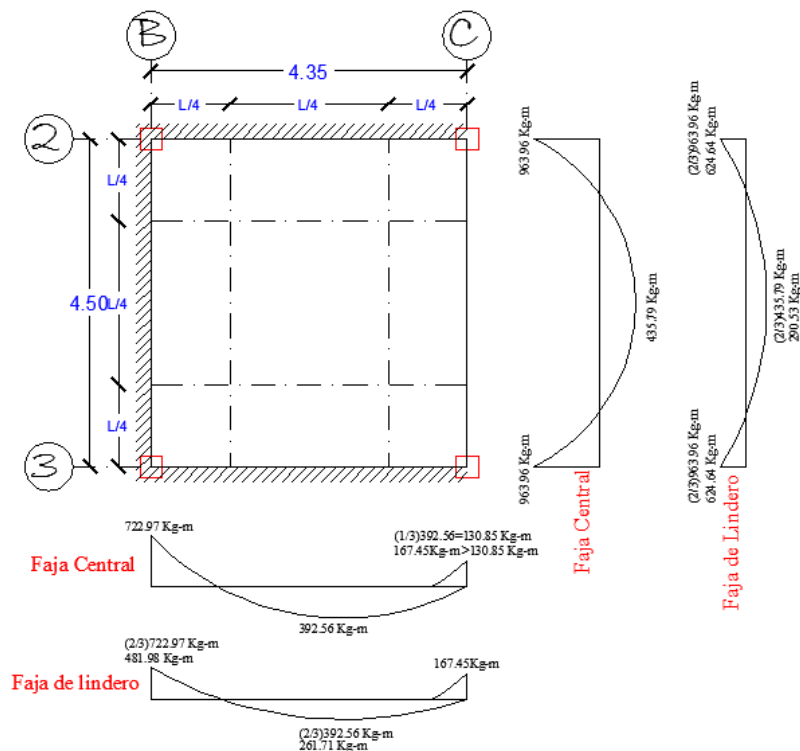 B
C
4.35
L/4
L/4
L/4
2
L/4
4.50
L/4
L/4
3
963.96 Kg-m
435.79 Kg-m
963.96 Kg-m
Faja Central
(2/3)963.96 Kg-m
624.64 Kg-m
(2/3)435.79 Kg-m
290.53 Kg-m
(2/3)963.96 Kg-m
624.64 Kg-m
Faja de Lindero
722.97 Kg-m
(1/3)392.56=130.85 Kg-m
167.45Kg-m>130.85 Kg-m
Faja Central
392.56 Kg-m
(2/3)722.97 Kg-m
481.98 Kg-m
167.45Kg-m
Faja de lindero
(2/3)392.56 Kg-m
261.71 Kg-m